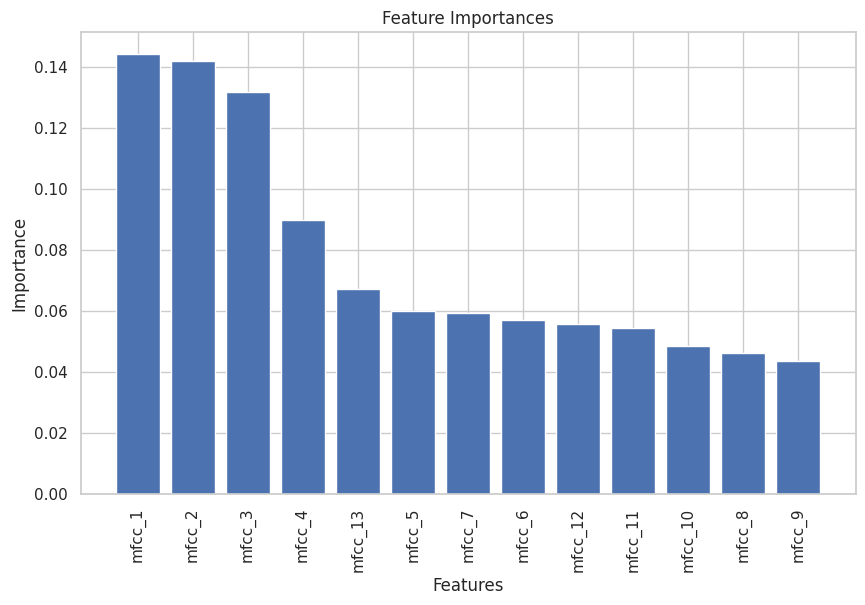 Feature Importances
0.14
0.12
0.10
0.08
0.06
0.04
0.02
0.00
Importance
mfcc_1
mfcc_2
mfcc_3
mfcc_4
mfcc_13
mfcc_5
mfcc_7
mfcc_6
mfcc_12
mfcc_11
mfcc_10
mfcc_8
mfcc_9
Features